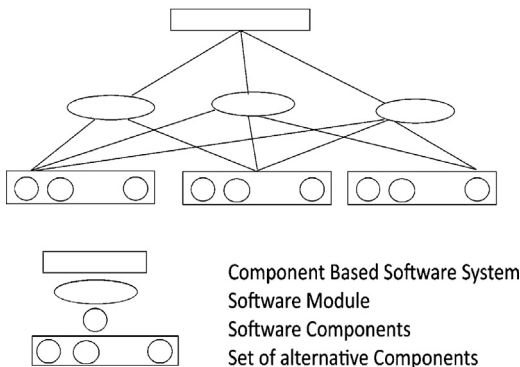 Component Based Software System
Software Module
Software Components
Set of alternative Components